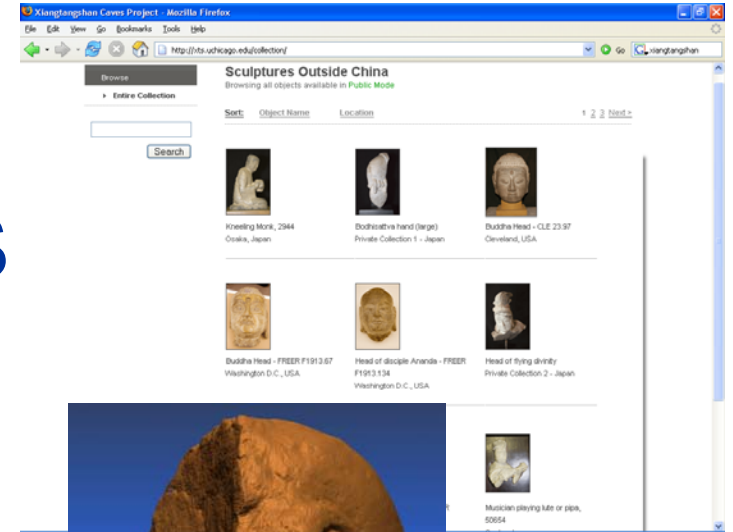 Xiangtangshan Caves Project - Mozilla Firefox
File Edit View Go Bookmarks Tools Help
http://xts.uchicago.edu/collection/
Go
xiangtangshan
Browse
Entire Collection
Search
Sculptures Outside China
Browsing all objects available in Public Mode
Sort: Object Name Location 1 2 3 Next >
Kneeling Monk, 2944
Osaka, Japan
Bodhisattva hand (large)
Private Collection 1 - Japan
Buddha Head - CLE 23.97
Cleveland, USA
Buddha Head - FREER F1913.67
Washington D.C., USA
Head of disciple Ananda - FREER
F1913.134
Washington D.C., USA
Head of flying divinity
Private Collection 2 - Japan
Musician playing lute or pipa,
50654